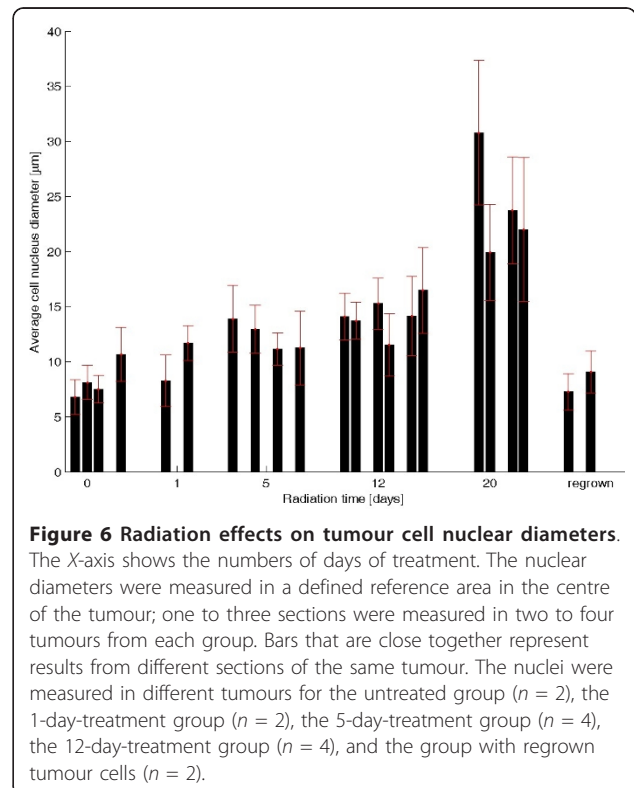 40
35
30
25
20
15
10
5
0
Average cell nucleus diameter [µm]
0 1 5 12 20 regrown
Radiation time [days]
Figure 6 Radiation effects on tumour cell nuclear diameters.
The X-axis shows the numbers of days of treatment. The nuclear
diameters were measured in a defined reference area in the centre
of the tumour; one to three sections were measured in two to four
tumours from each group. Bars that are close together represent
results from different sections of the same tumour. The nuclei were
measured in different tumours for the untreated group (n = 2), the
1-day-treatment group (n = 2), the 5-day-treatment group (n = 4),
the 12-day-treatment group (n = 4), and the group with regrown
tumour cells (n = 2).